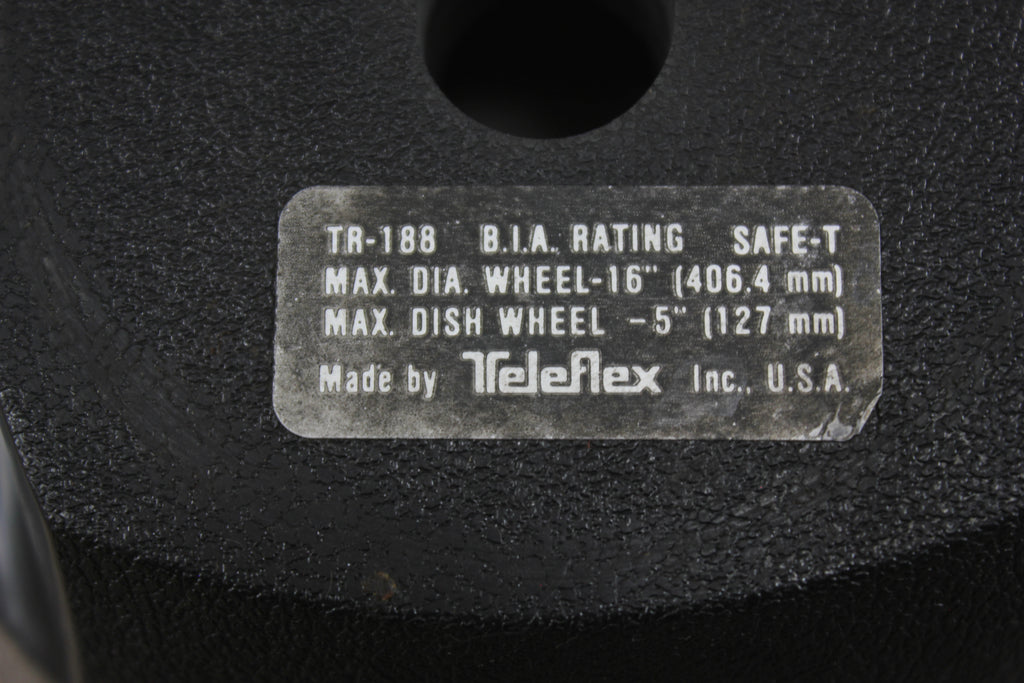 TR-188 B.I.A. RATING SAFE-T
MAX. DIA. WHEEL-16" (406.4 mm)
MAX. DISH WHEEL -5" (127 mm)
Made by Teleflex Inc., U.S.A.